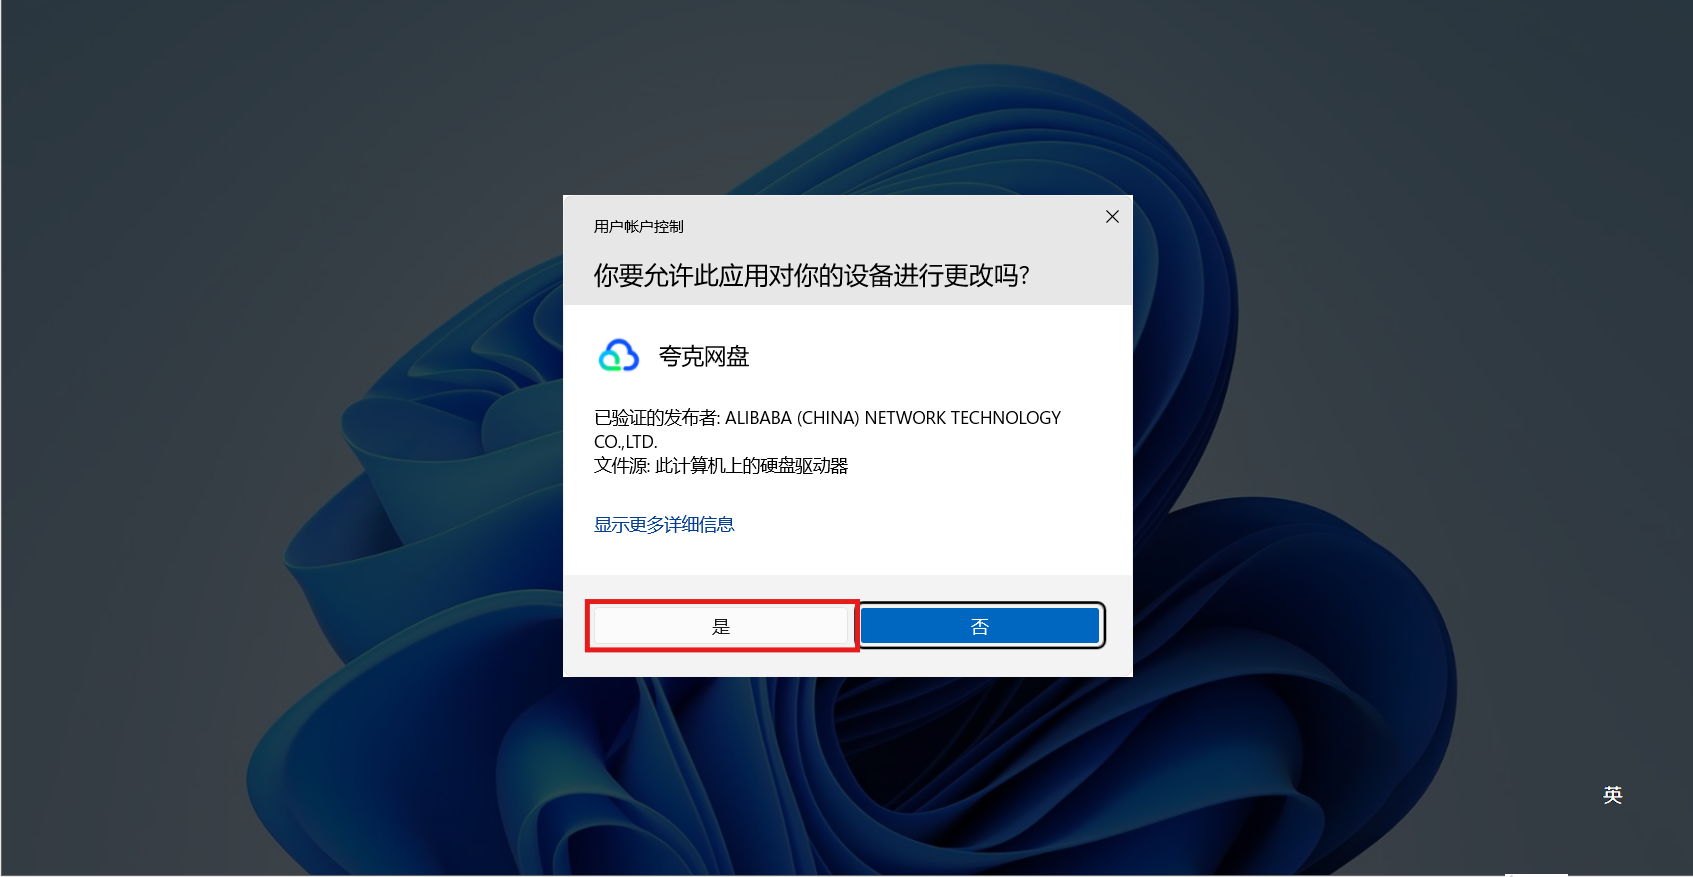 用户帐户控制
你要允许此应用对你的设备进行更改吗?
夸克网盘
已验证的发布者: ALIBABA (CHINA) NETWORK TECHNOLOGY
CO.,LTD.
文件源: 此计算机上的硬盘驱动器
显示更多详细信息
是
否
英